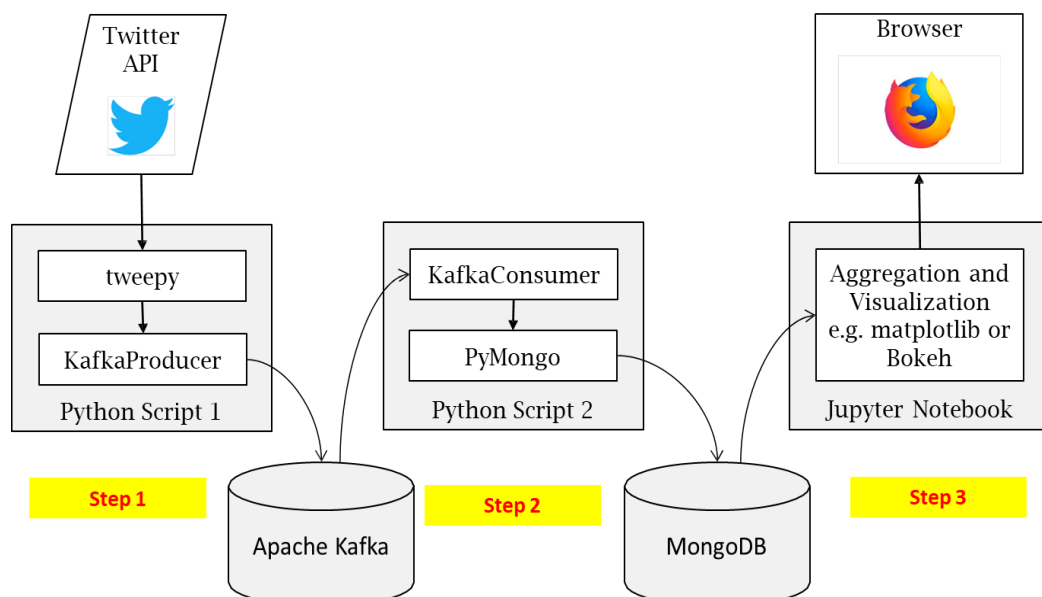 Twitter
API
Browser
tweepy
KafkaProducer
Python Script 1
KafkaConsumer
PyMongo
Python Script 2
Aggregation and
Visualization
e.g. matplotlib or
Bokeh
Jupyter Notebook
Step 1
Step 2
Step 3
Apache Kafka
MongoDB